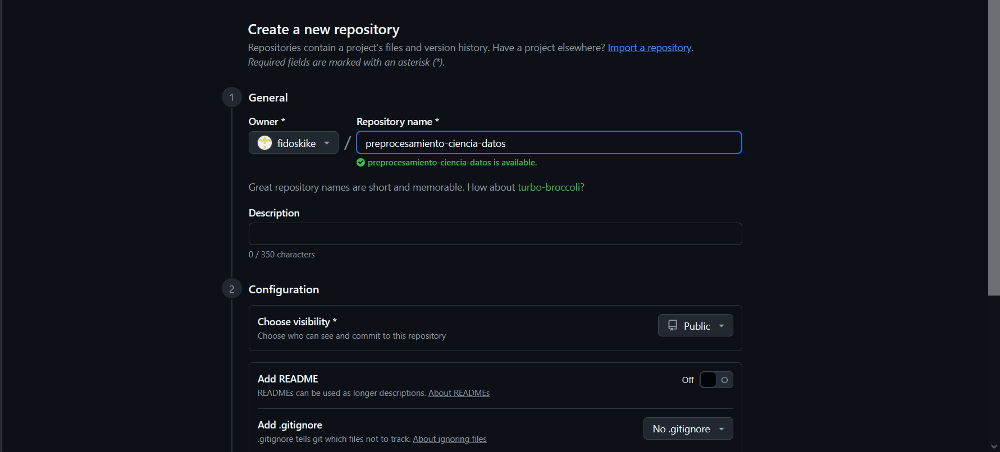 Create a new repository
Repositories contain a project's files and version history. Have a project elsewhere? Import a repository.
Required fields are marked with an asterisk (*).
1 General
Owner * Repository name *
fidoskike / preprocesamiento-ciencia-datos
preprocesamiento-ciencia-datos is available.
Great repository names are short and memorable. How about turbo-broccoli?
Description
0 / 350 characters
2 Configuration
Choose visibility * Public
Choose who can see and commit to this repository
Add README Off
READMEs can be used as longer descriptions. About READMEs
Add .gitignore No .gitignore
.gitignore tells git which files not to track. About ignoring files